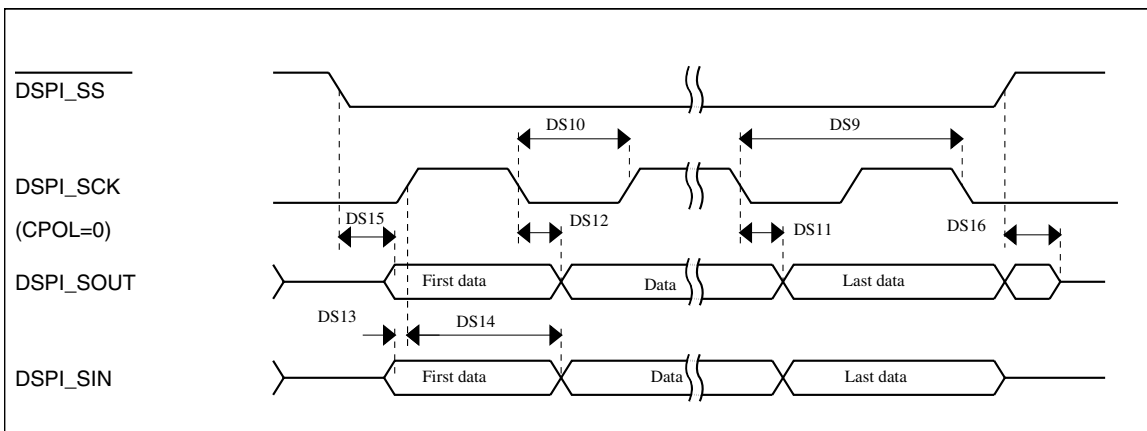 DSPI_SS
DS10
DS9
DSPI_SCK
DS15
DS12
DS11
DS16
(CPOL=0)
DSPI_SOUT
First data
Data
Last data
DS13
DS14
DSPI_SIN
First data
Data
Last data